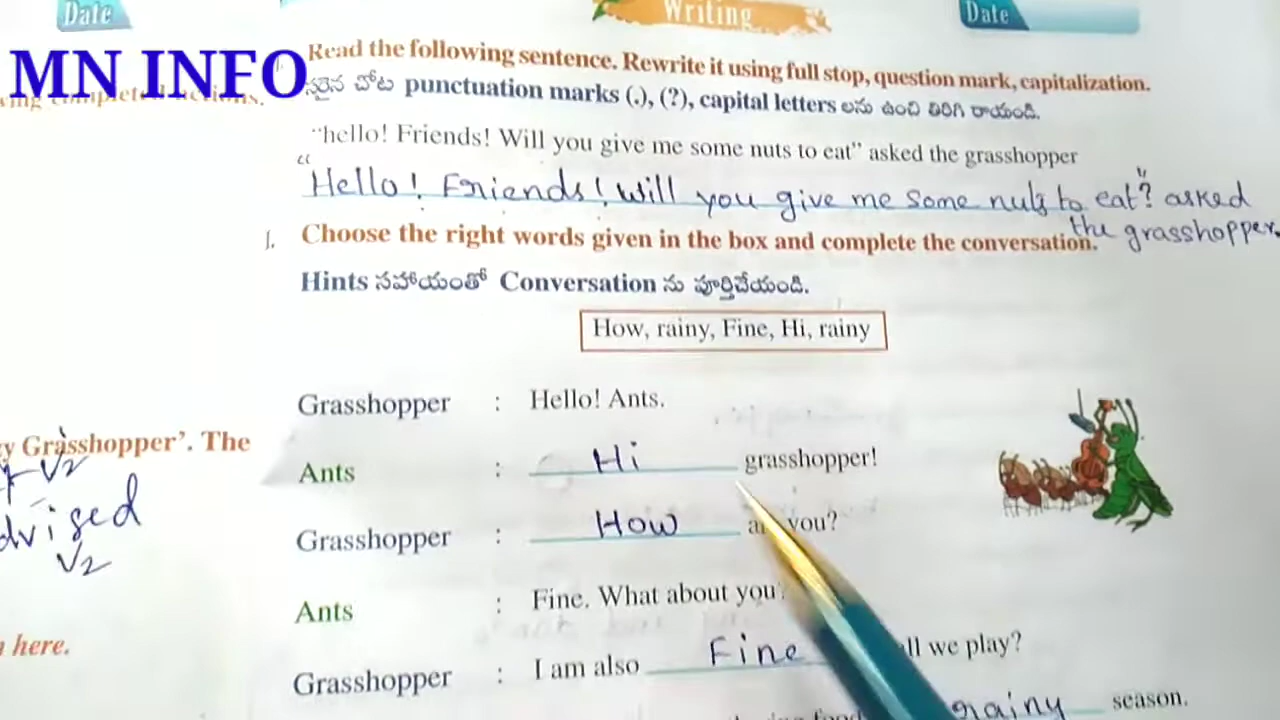 Date
Writing
Date
MN INFO
Read the following sentence. Rewrite it using full stop, question mark, capitalization.
సరైన చోట punctuation marks (.), (?), capital letters లను ఉంచి తిరిగి రాయండి.
"hello! Friends! Will you give me some nuts to eat" asked the grasshopper
"Hello! Friends! Will you give me some nuts to eat?" asked
the grasshopper.
J. Choose the right words given in the box and complete the conversation.
Hints సహాయంతో Conversation ను పూర్తిచేయండి.
How, rainy, Fine, Hi, rainy
Grasshopper : Hello! Ants.
y Grasshopper'. The
Ants : Hi grasshopper!
V2
Grasshopper : How you?
V2
Ants : Fine. What about you
here.
Grasshopper : I am also Fine we play?
rainy season.